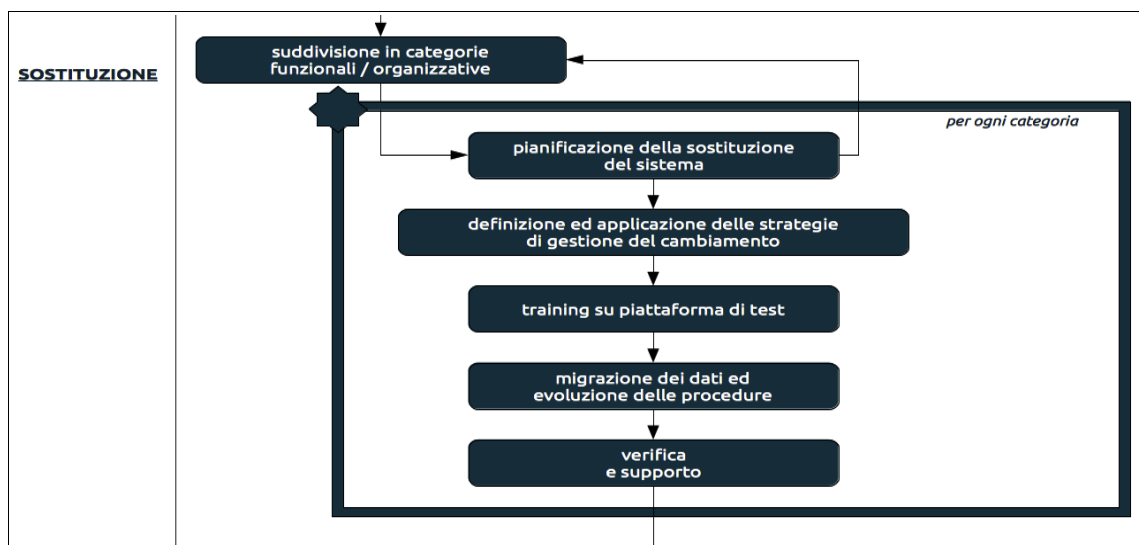 SOSTITUZIONE
suddivisione in categorie
funzionali / organizzative
per ogni categoria
pianificazione della sostituzione
del sistema
definizione ed applicazione delle strategie
di gestione del cambiamento
training su piattaforma di test
migrazione dei dati ed
evoluzione delle procedure
verifica
e supporto